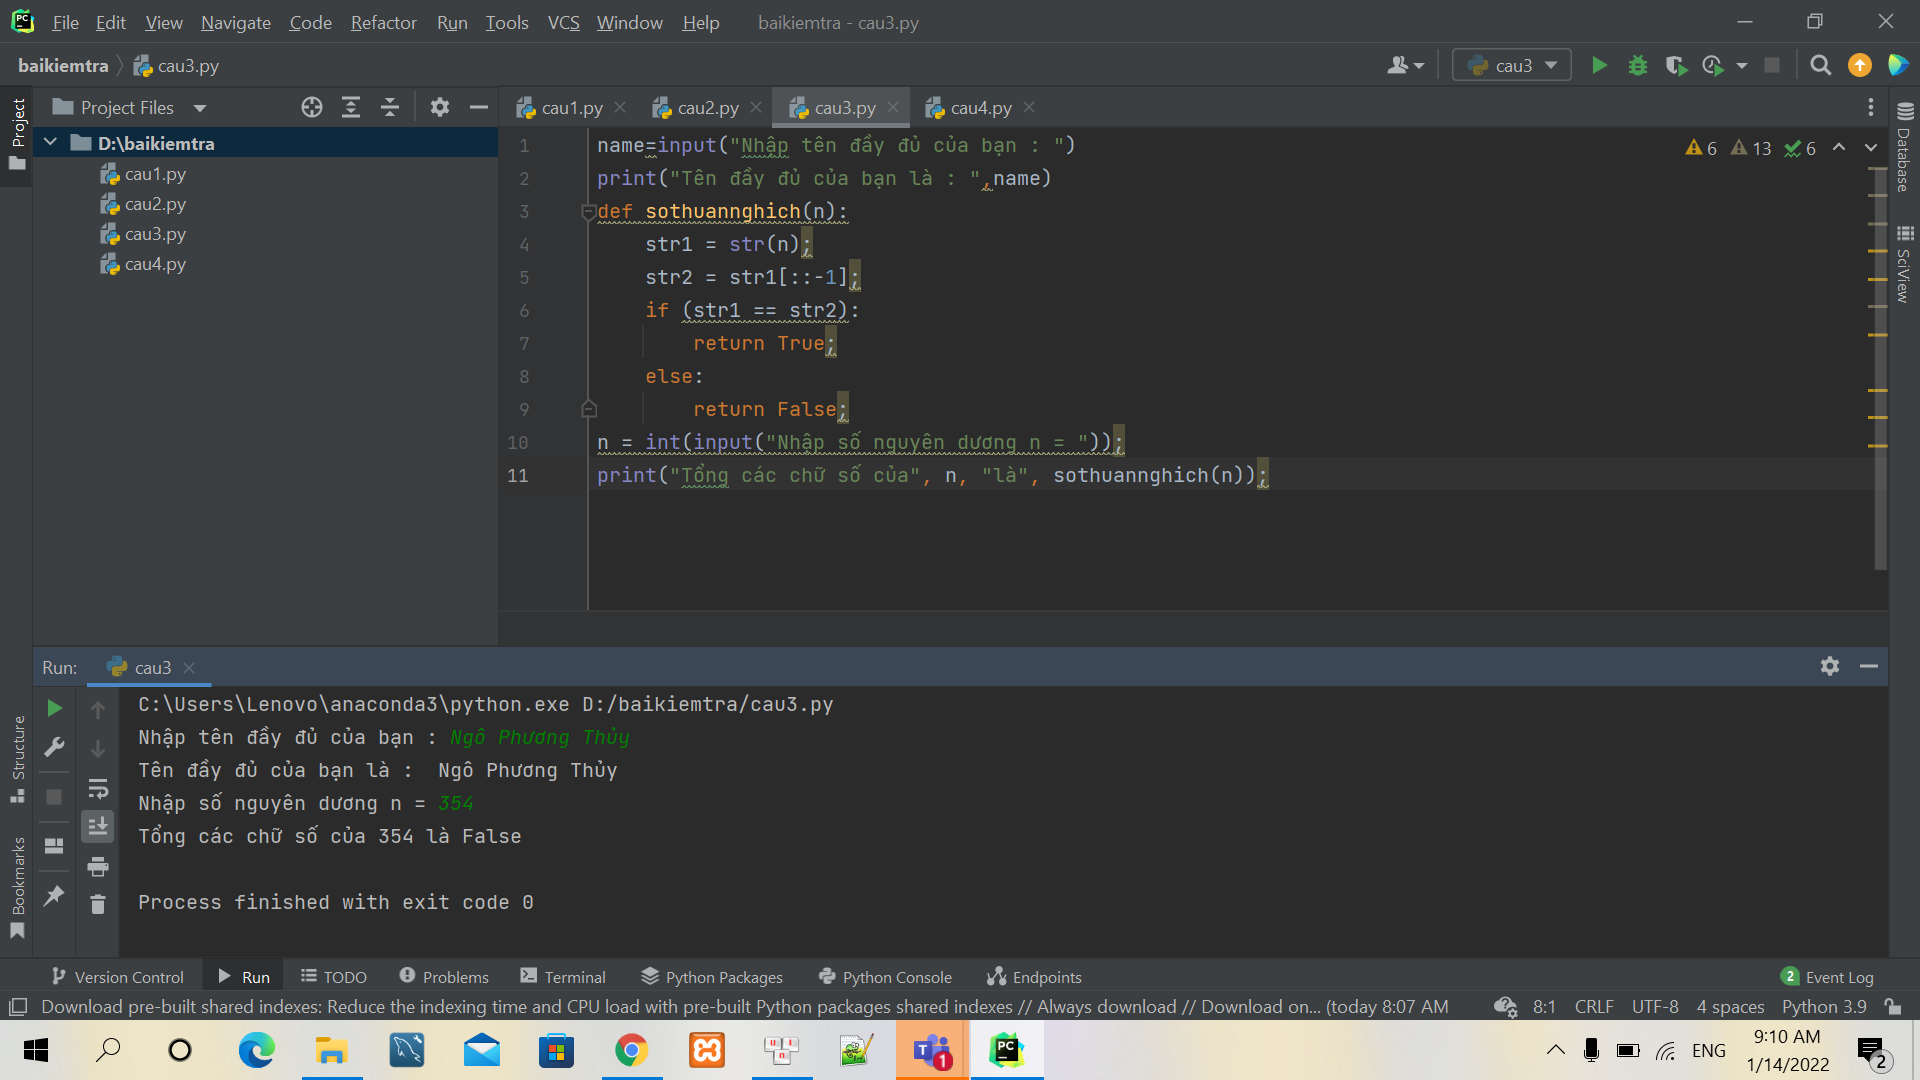 File Edit View Navigate Code Refactor Run Tools VCS Window Help baikiemtra - cau3.py
baikiemtra cau3.py cau3
Project Files cau1.py cau2.py cau3.py cau4.py
Project
D:\baikiemtra
cau1.py
cau2.py
cau3.py
cau4.py
6 13 6
1 name=input("Nhập tên đầy đủ của bạn : ")
2 print("Tên đầy đủ của bạn là : ",name)
3 def sothuannghich(n):
4 str1 = str(n);
5 str2 = str1[::-1];
6 if (str1 == str2):
7 return True;
8 else:
9 return False;
10 n = int(input("Nhập số nguyên dương n = "));
11 print("Tổng các chữ số của", n, "là", sothuannghich(n));
Database
SciView
Run: cau3
C:\Users\Lenovo\anaconda3\python.exe D:/baikiemtra/cau3.py
Nhập tên đầy đủ của bạn : Ngô Phương Thủy
Tên đầy đủ của bạn là :  Ngô Phương Thủy
Nhập số nguyên dương n = 354
Tổng các chữ số của 354 là False
Process finished with exit code 0
Structure
Bookmarks
Version Control Run TODO Problems Terminal Python Packages Python Console Endpoints 2 Event Log
Download pre-built shared indexes: Reduce the indexing time and CPU load with pre-built Python packages shared indexes // Always download // Download on... (today 8:07 AM 8:1 CRLF UTF-8 4 spaces Python 3.9
1 PC ENG 9:10 AM
1/14/2022 2